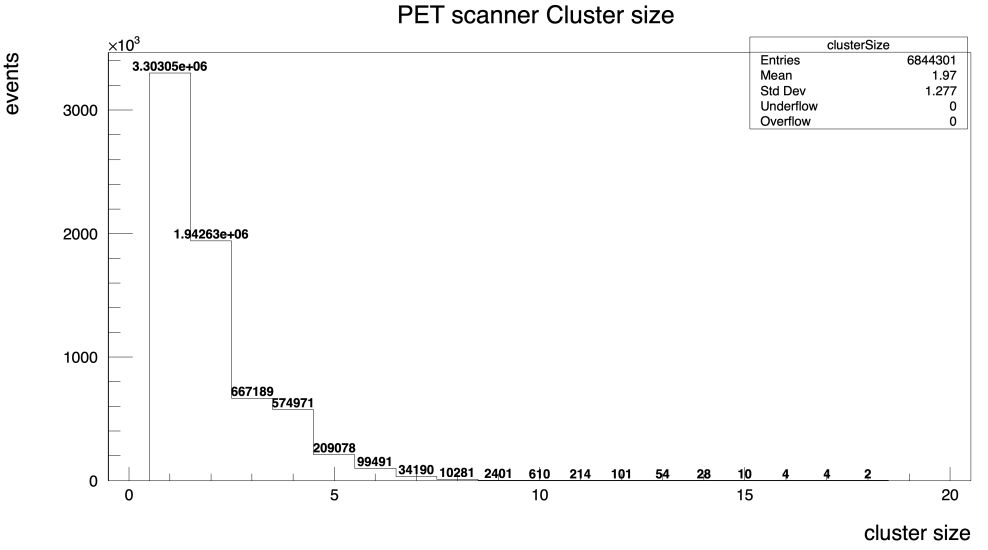 PET scanner Cluster size
×10³
events
clusterSize
Entries 6844301
Mean 1.97
Std Dev 1.277
Underflow 0
Overflow 0
3.30305e+06
3000
2000
1.94263e+06
1000
667189
574971
209078
99491
34190 10281 2401 610 214 101 54 28 10 4 4 2
0
0 5 10 15 20
cluster size